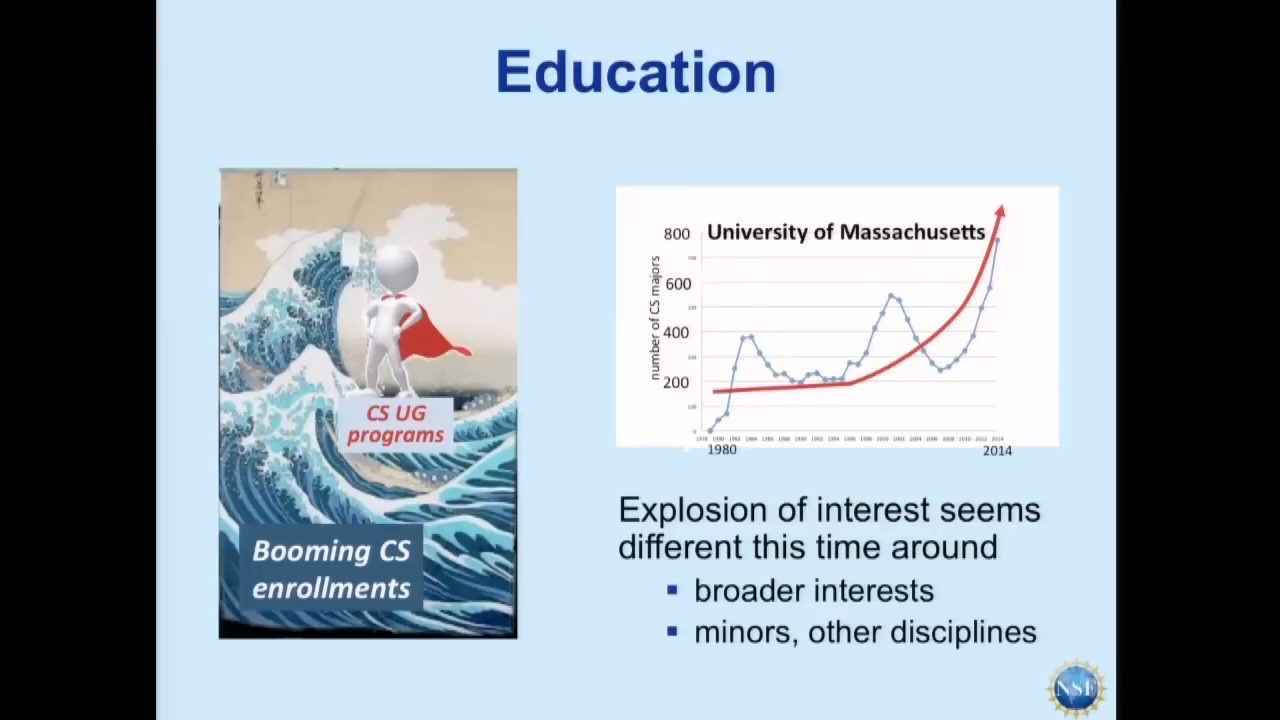 Education
CS UG
programs
Booming CS
enrollments
University of Massachusetts
number of CS majors
800
600
400
200
1980
2014
Explosion of interest seems
different this time around
▪ broader interests
▪ minors, other disciplines
NSF